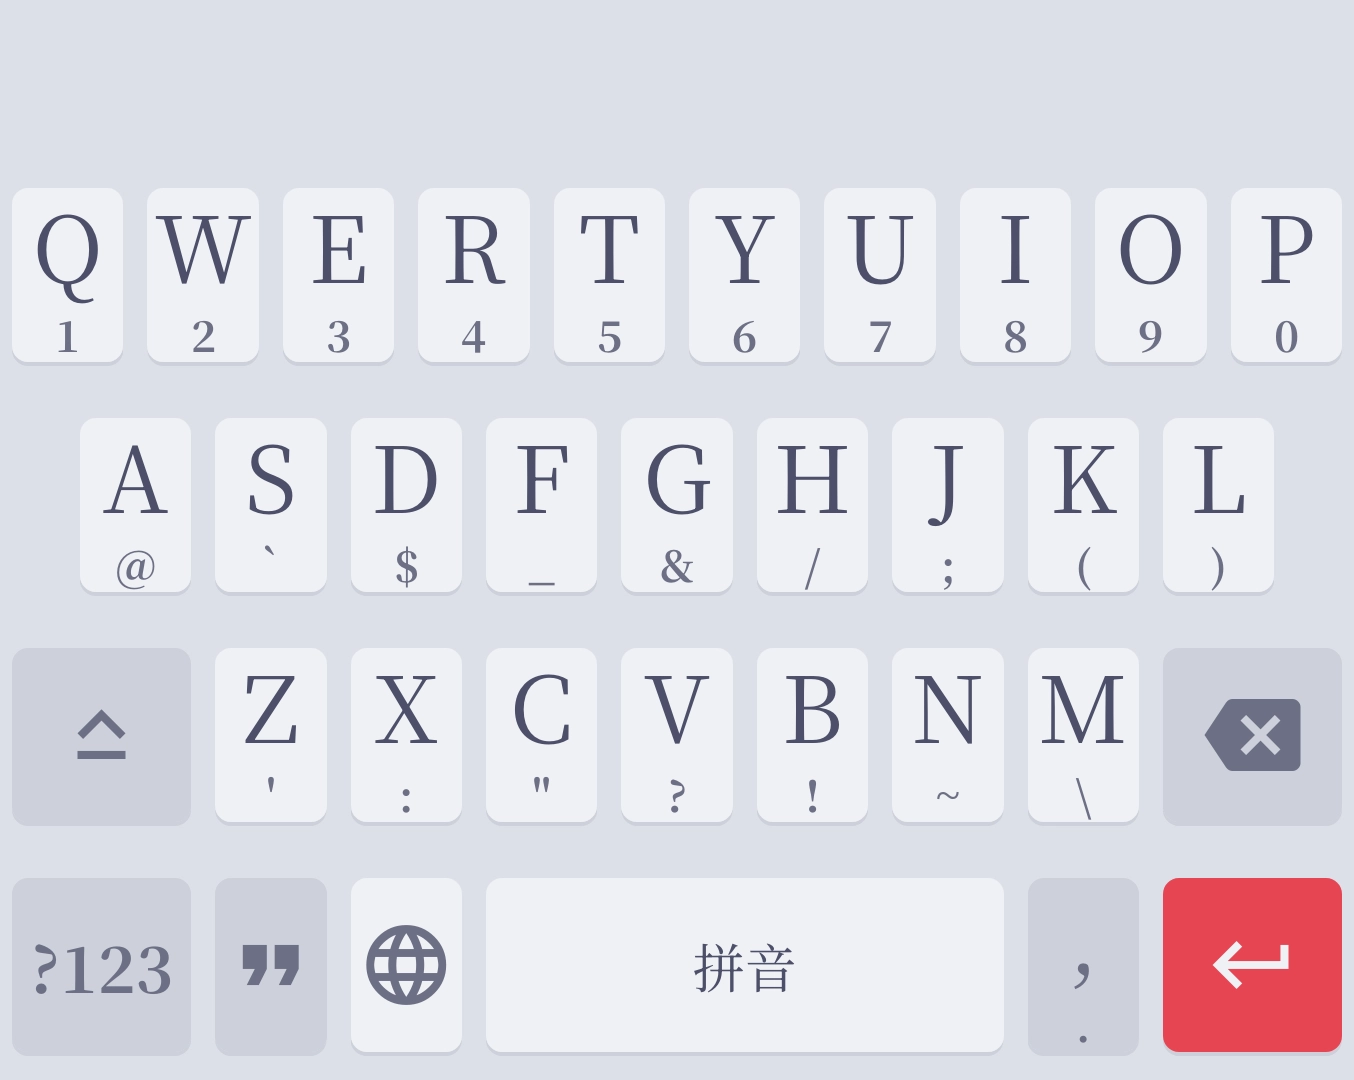 Q W E R T Y U I O P
1 2 3 4 5 6 7 8 9 0
A S D F G H J K L
@ ` $ _ & / ; ( )
Z X C V B N M
' : " ? ! ~ \
?123 拼音 ,
.